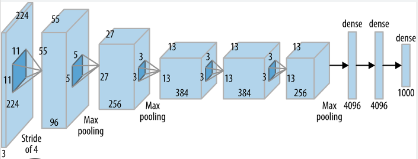 224
55
27
13
13
13
dense
dense
dense
11
11
55
5
5
27
3
3
13
3
3
13
3
3
13
224
96
256
384
384
256
4096
4096
1000
Max
pooling
Max
pooling
Max
pooling
Stride
of 4
3